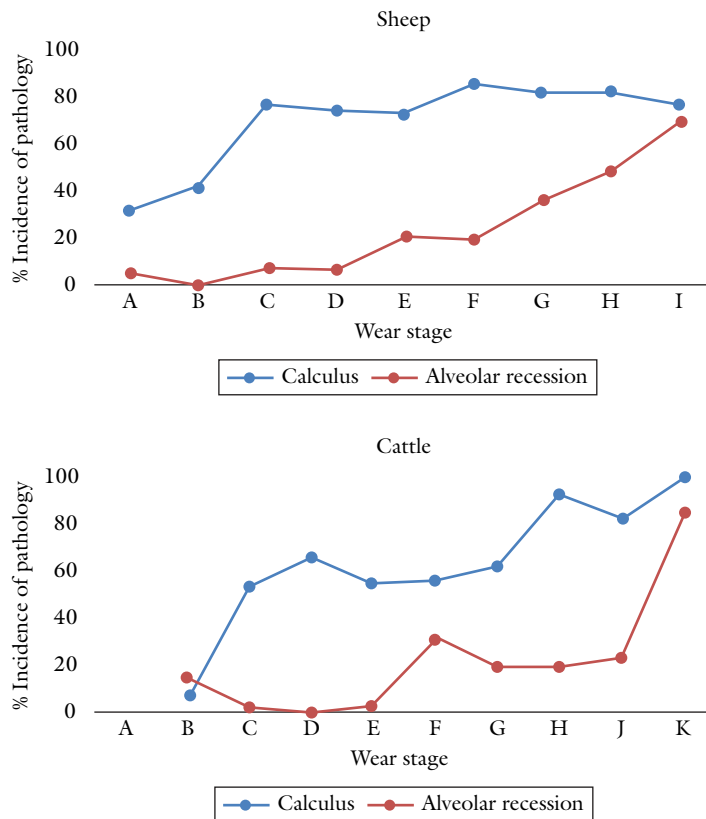 Sheep
% Incidence of pathology
100
80
60
40
20
0
A B C D E F G H I
Wear stage
Calculus Alveolar recession
Cattle
% Incidence of pathology
100
80
60
40
20
0
A B C D E F G H J K
Wear stage
Calculus Alveolar recession